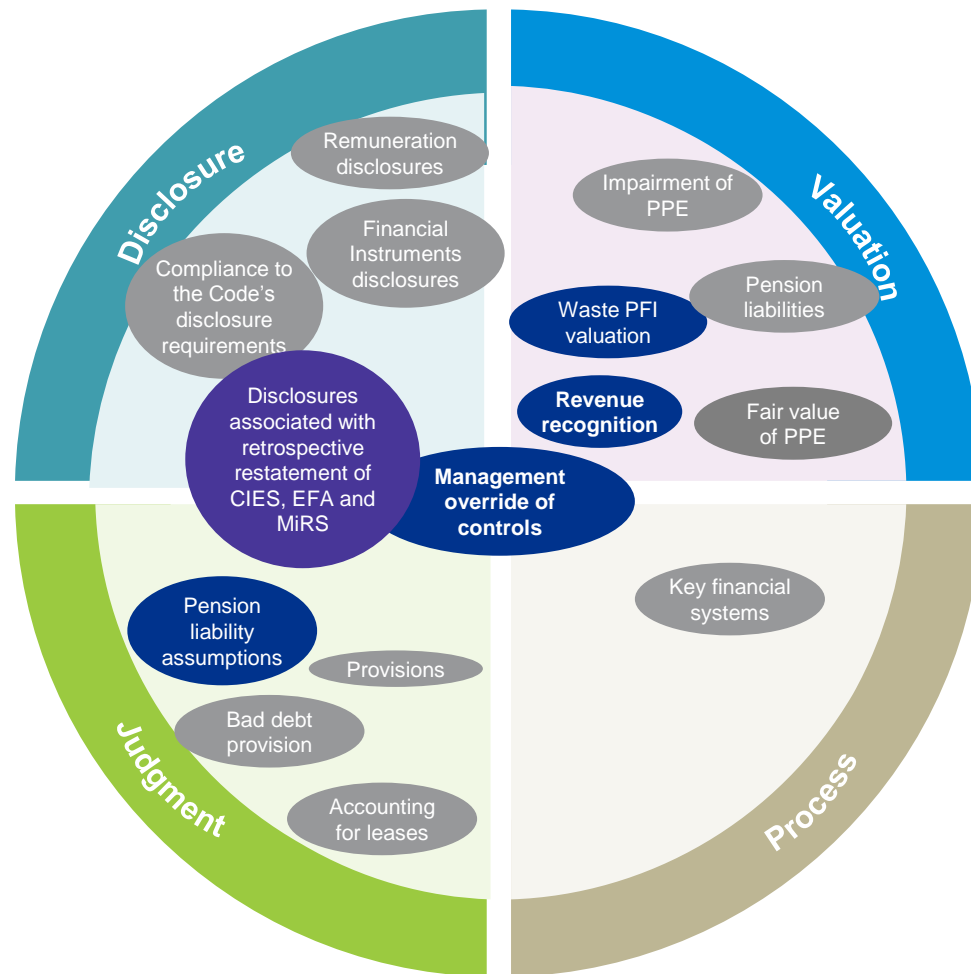 Disclosure
Remuneration
disclosures
Financial
Instruments
disclosures
Compliance to
the Code's
disclosure
requirements
Disclosures
associated with
retrospective
restatement of
CIES, EFA and
MiRS
Valuation
Impairment of
PPE
Pension
liabilities
Waste PFI
valuation
Revenue
recognition
Fair value
of PPE
Management
override of
controls
Judgment
Pension
liability
assumptions
Provisions
Bad debt
provision
Accounting
for leases
Process
Key financial
systems